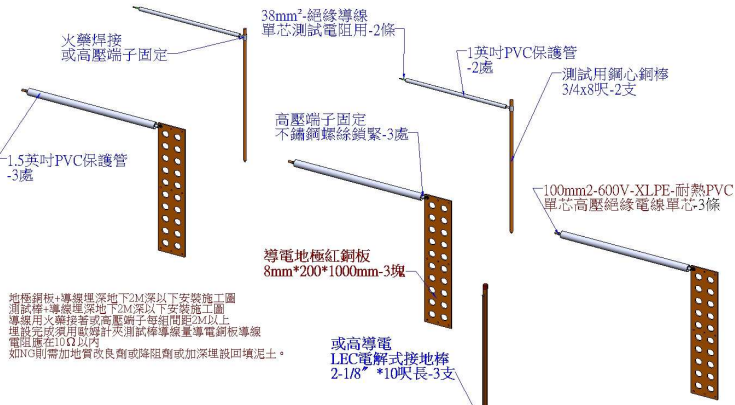 火藥焊接
或高壓端子固定
38mm²-絕緣導線
單芯測試電阻用-2條
1英吋PVC保護管
-2處
測試用鋼心銅棒
3/4x8呎-2支
高壓端子固定
不鏽鋼螺絲鎖緊-3處
1.5英吋PVC保護管
-3處
100mm2-600V-XLPE-耐熱PVC
單芯高壓絕緣電線單芯-3條
導電地極紅銅板
8mm*200*1000mm-3塊
地極銅板+導線埋深地下2M深以下安裝施工圖
測試棒+導線埋深地下2M深以下安裝施工圖
導線用火藥接著或高壓端子每組間距2M以上
埋設完成須用歐姆計夾測試棒導線量導電銅板導線
電阻應在10Ω以內
如NG則需加地質改良劑或降阻劑或加深埋設回填泥土。
或高導電
LEC電解式接地棒
2-1/8" *10呎長-3支